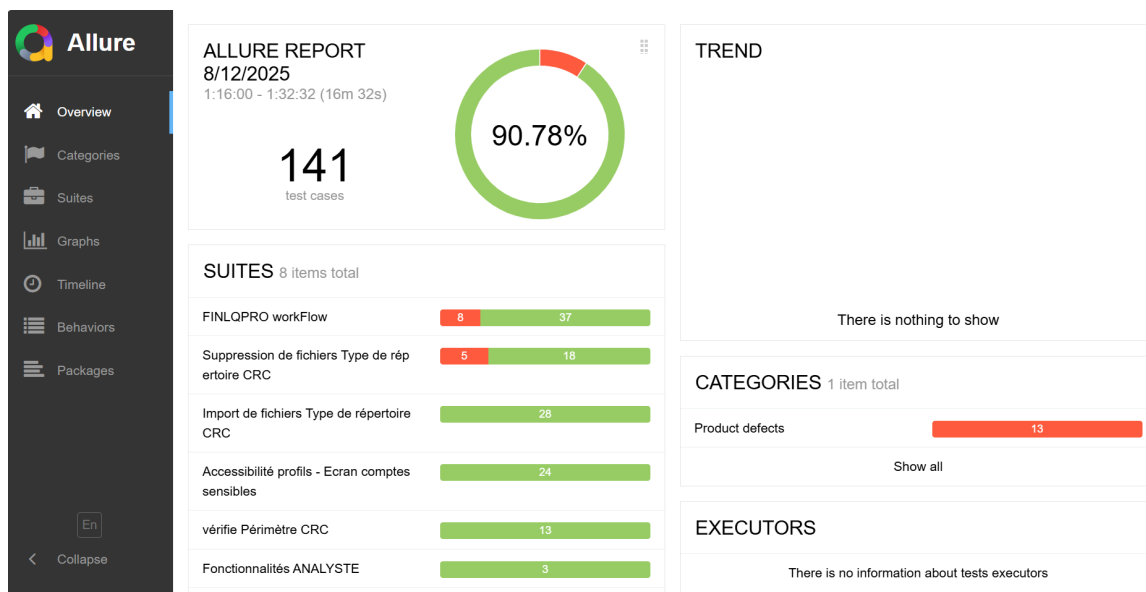 Allure
Overview
Categories
Suites
Graphs
Timeline
Behaviors
Packages
En
Collapse
ALLURE REPORT
8/12/2025
1:16:00 - 1:32:32 (16m 32s)
141
test cases
90.78%
SUITES 8 items total
FINLQPRO workFlow 8 37
Suppression de fichiers Type de rép
ertoire CRC 5 18
Import de fichiers Type de répertoire
CRC 28
Accessibilité profils - Ecran comptes
sensibles 24
vérifie Périmètre CRC 13
Fonctionnalités ANALYSTE 3
TREND
There is nothing to show
CATEGORIES 1 item total
Product defects 13
Show all
EXECUTORS
There is no information about tests executors